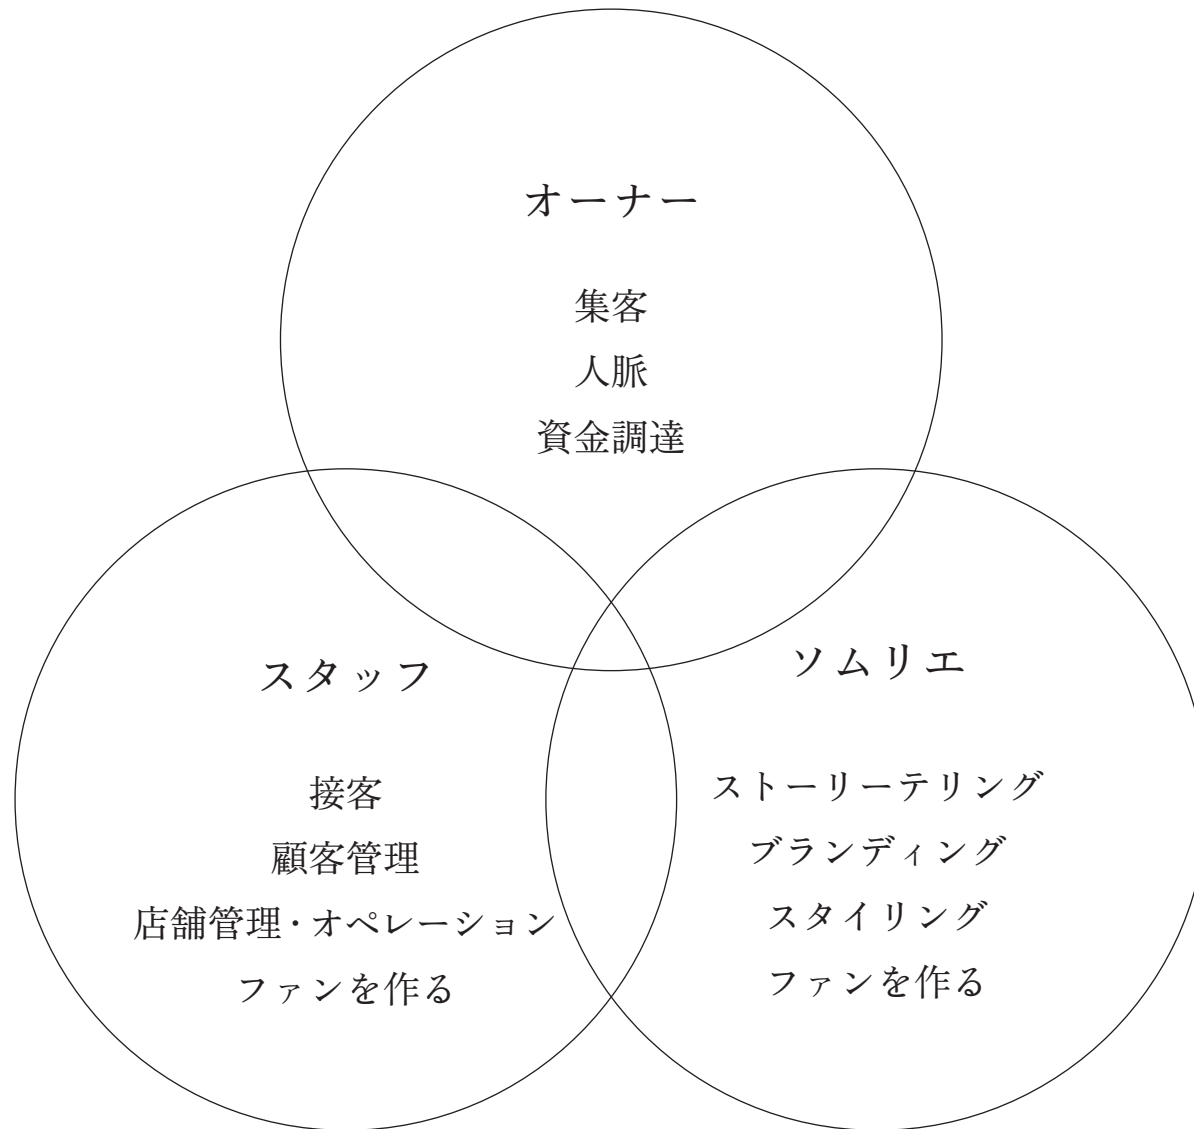 オーナー
集客
人脈
資金調達
スタッフ
接客
顧客管理
店舗管理・オペレーション
ファンを作る
ソムリエ
ストーリーテリング
ブランディング
スタイリング
ファンを作る